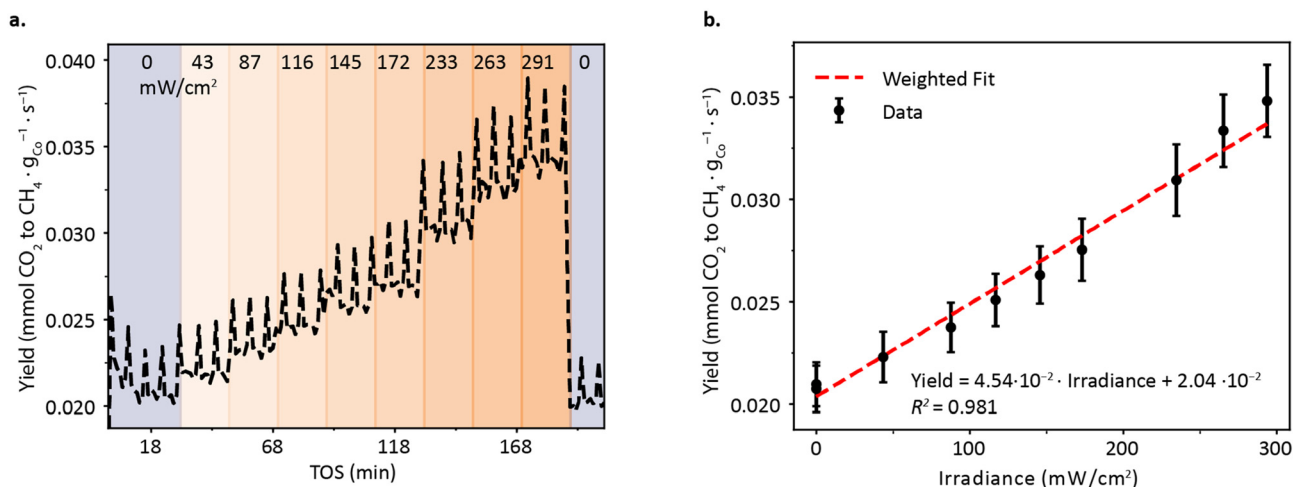 a.
Yield (mmol CO₂ to CH₄ · g_Co⁻¹ · s⁻¹)
0.040
0.035
0.030
0.025
0.020
0 43 87 116 145 172 233 263 291 0
mW/cm²
18 68 118 168
TOS (min)
b.
Yield (mmol CO₂ to CH₄ · g_Co⁻¹ · s⁻¹)
0.035
0.030
0.025
0.020
Weighted Fit
Data
Yield = 4.54·10⁻² · Irradiance + 2.04 ·10⁻²
R² = 0.981
0 100 200 300
Irradiance (mW/cm²)